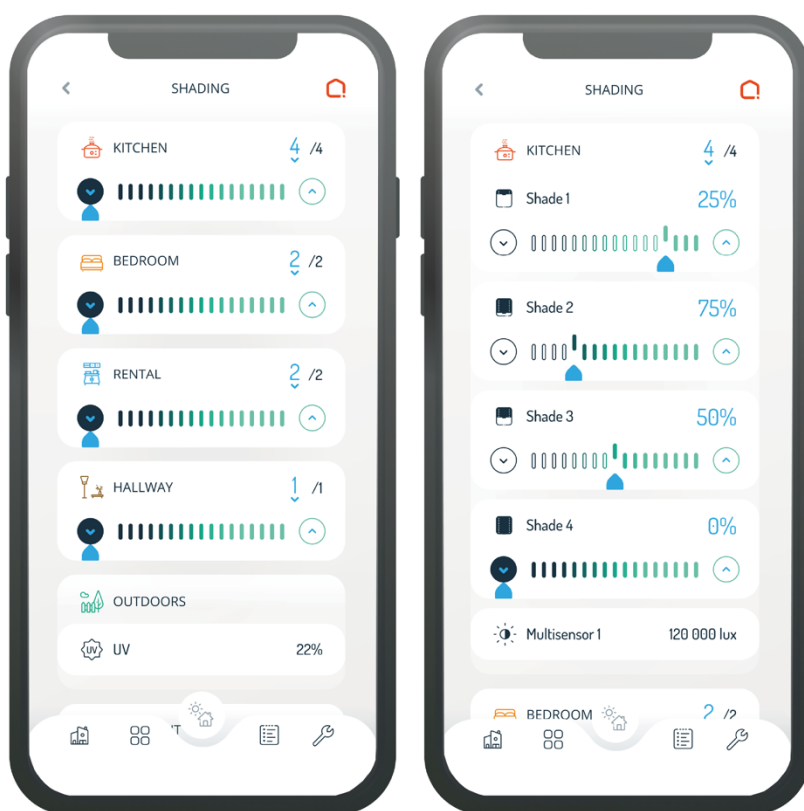 SHADING
KITCHEN 4 /4
BEDROOM 2 /2
RENTAL 2 /2
HALLWAY 1 /1
OUTDOORS
UV UV 22%
SHADING
KITCHEN 4 /4
Shade 1 25%
Shade 2 75%
Shade 3 50%
Shade 4 0%
Multisensor 1 120 000 lux
BEDROOM 2 /2